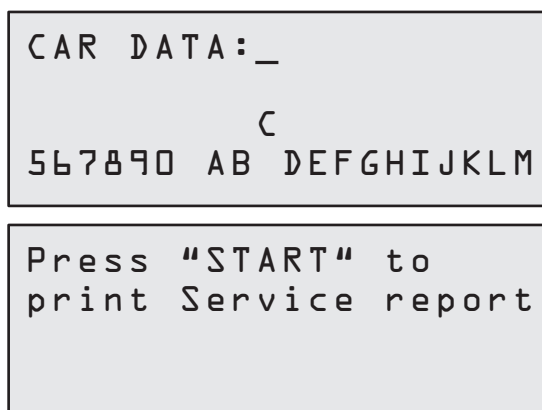 CAR DATA:_
C
567890 AB DEFGHIJKLM
Press "START" to
print Service report